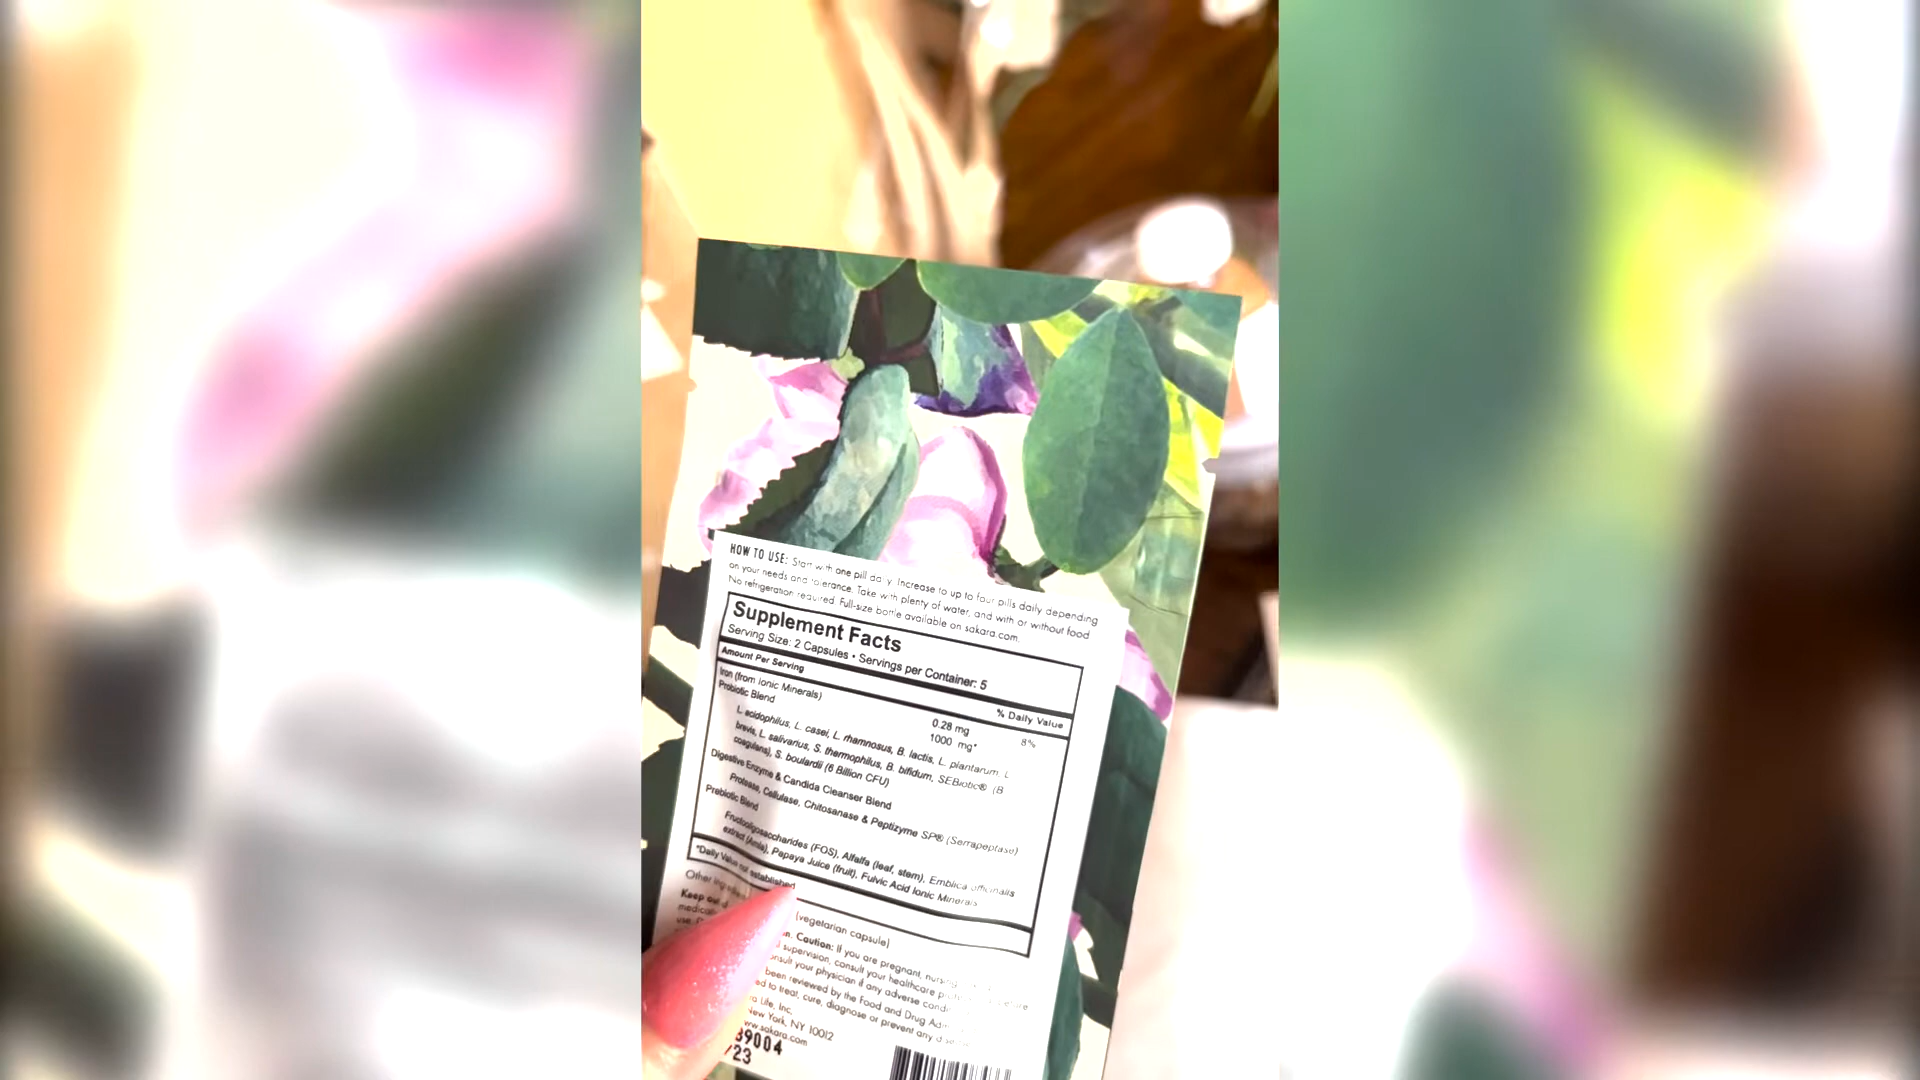 HOW TO USE: Start with one pill daily. Increase to up to four pills daily depending
on your needs and tolerance. Take with plenty of water, and with or without food
No refrigeration required. Full-size bottle available on sakara.com.
Supplement Facts
Serving Size: 2 Capsules • Servings per Container: 5
Amount Per Serving
% Daily Value
Iron (from Ionic Minerals) 0.28 mg 8%
Probiotic Blend 1000 mg*
L. acidophilus, L. casei, L. rhamnosus, B. lactis, L. plantarum, L
brevis, L. salivarius, S. thermophilus, B. bifidum, SEBiotic® (B
coagulans), S. boulardii (6 Billion CFU)
Digestive Enzyme & Candida Cleanser Blend
Protease, Cellulase, Chitosanase & Peptizyme SP® (Serrapeptase)
Prebiotic Blend
Fructooligosaccharides (FOS), Alfalfa (leaf, stem), Emblica officinalis
extract (Amla), Papaya Juice (fruit), Fulvic Acid Ionic Minerals
*Daily Value not established
Other (vegetarian capsule)
Keep out Caution: If you are pregnant, nursing
supervision, consult your healthcare
use. consult your physician if any adverse
been reviewed by the Food and Drug
to treat, cure, diagnose or prevent any
Life, Inc.
New York, NY 10012
www.sakara.com
39004
/23